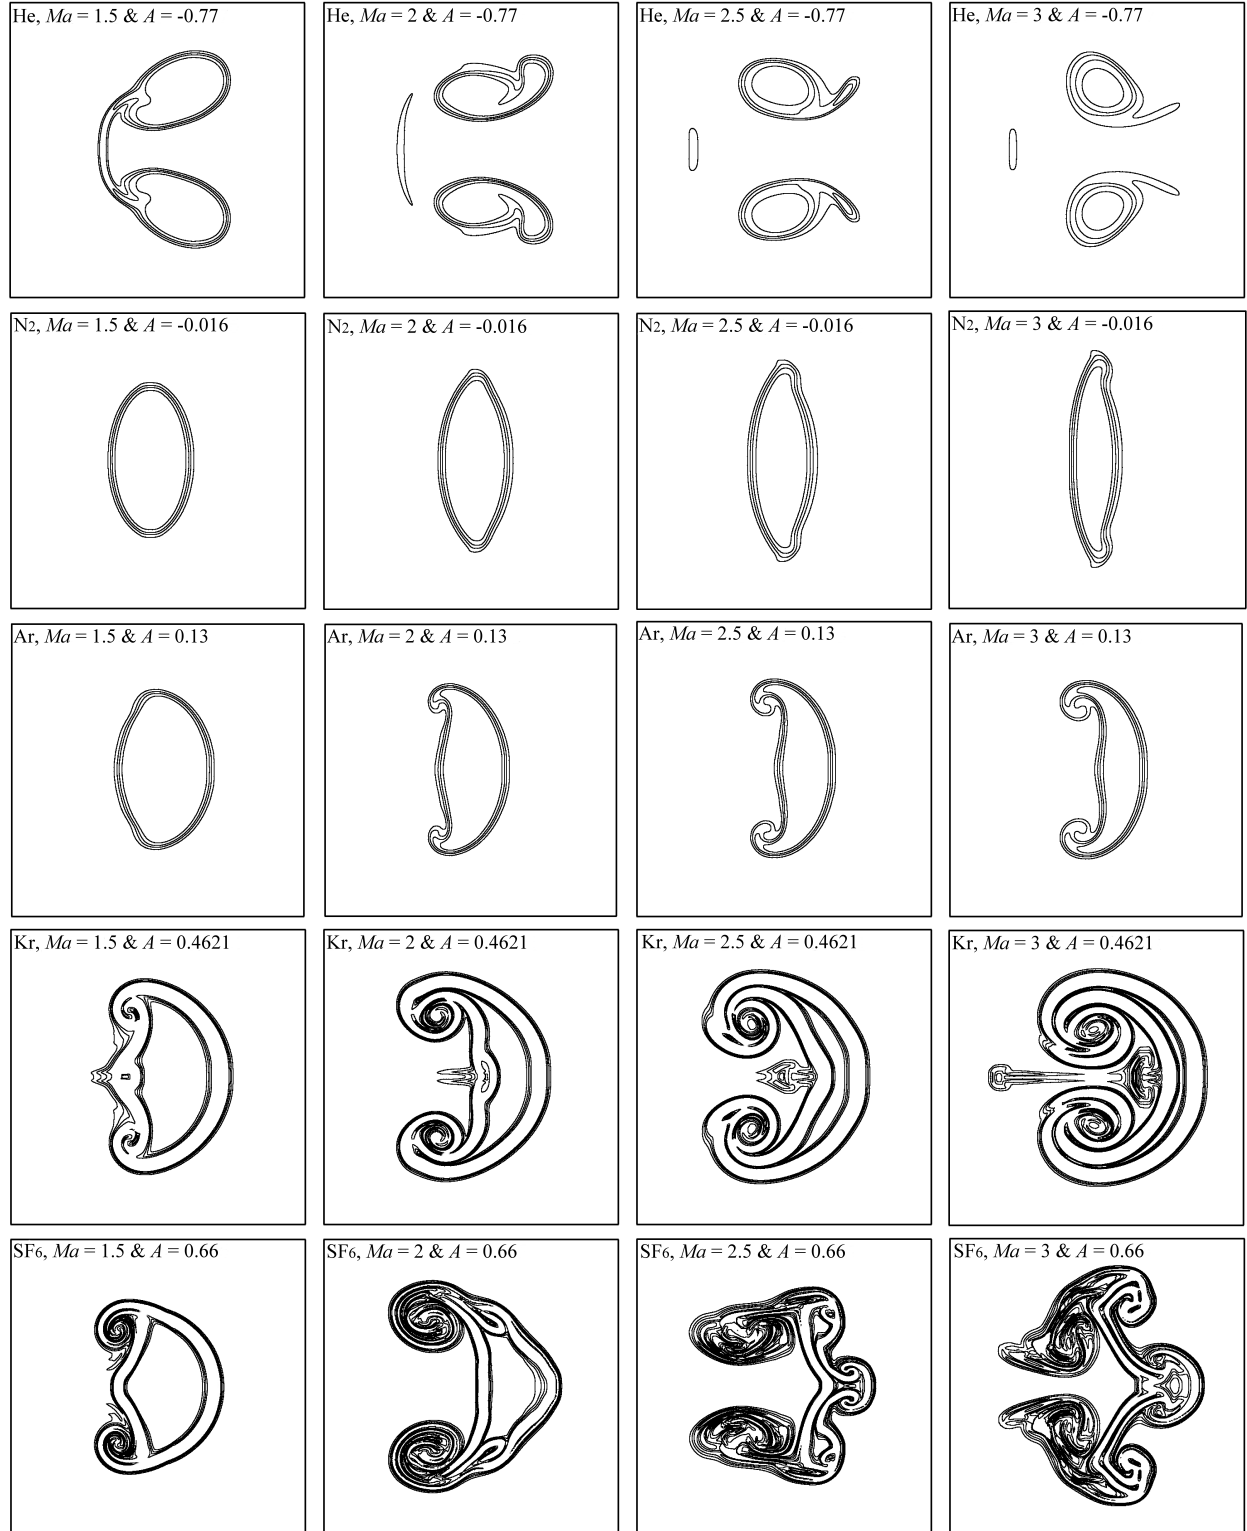 He, Ma = 1.5 & A = -0.77
He, Ma = 2 & A = -0.77
He, Ma = 2.5 & A = -0.77
He, Ma = 3 & A = -0.77
N2, Ma = 1.5 & A = -0.016
N2, Ma = 2 & A = -0.016
N2, Ma = 2.5 & A = -0.016
N2, Ma = 3 & A = -0.016
Ar, Ma = 1.5 & A = 0.13
Ar, Ma = 2 & A = 0.13
Ar, Ma = 2.5 & A = 0.13
Ar, Ma = 3 & A = 0.13
Kr, Ma = 1.5 & A = 0.4621
Kr, Ma = 2 & A = 0.4621
Kr, Ma = 2.5 & A = 0.4621
Kr, Ma = 3 & A = 0.4621
SF6, Ma = 1.5 & A = 0.66
SF6, Ma = 2 & A = 0.66
SF6, Ma = 2.5 & A = 0.66
SF6, Ma = 3 & A = 0.66